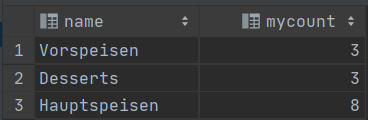 name mycount
1 Vorspeisen 3
2 Desserts 3
3 Hauptspeisen 8